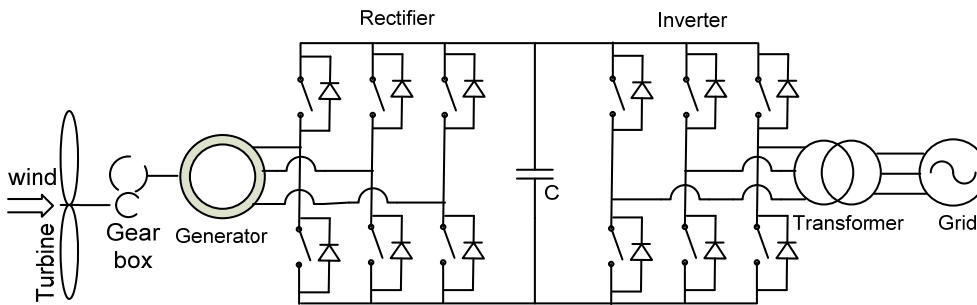 Rectifier
Inverter
wind
Turbine
Gear
box
Generator
C
Transformer
Grid